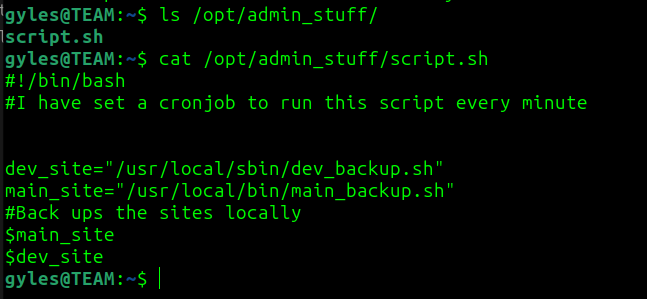 gyles@TEAM:~$ ls /opt/admin_stuff/
script.sh
gyles@TEAM:~$ cat /opt/admin_stuff/script.sh
#!/bin/bash
#I have set a cronjob to run this script every minute
dev_site="/usr/local/sbin/dev_backup.sh"
main_site="/usr/local/bin/main_backup.sh"
#Back ups the sites locally
$main_site
$dev_site
gyles@TEAM:~$